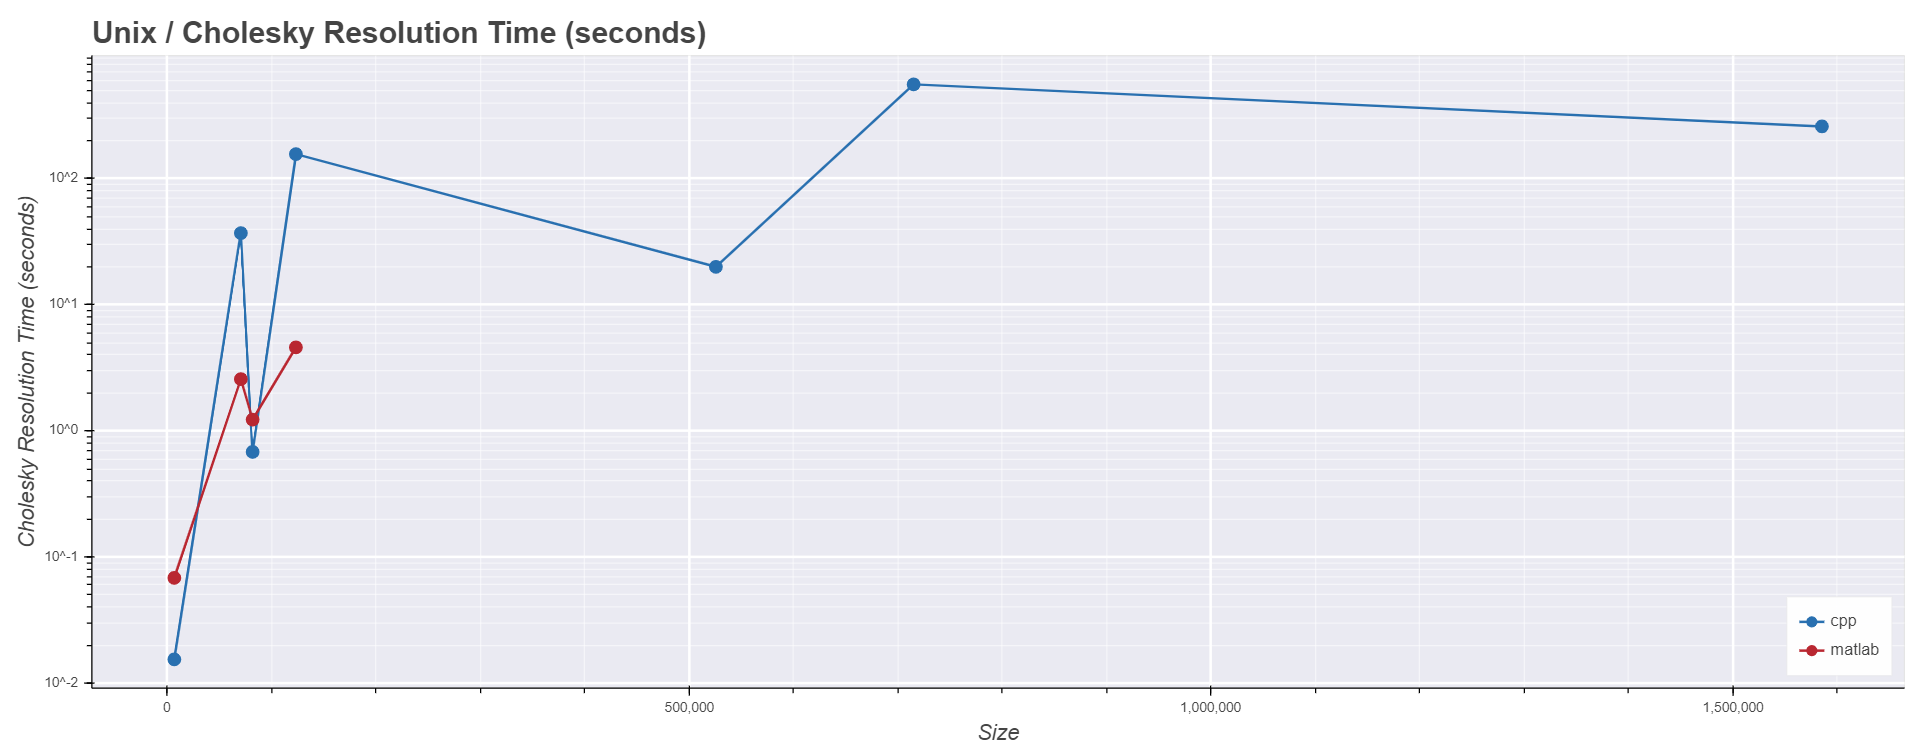 Unix / Cholesky Resolution Time (seconds)
Cholesky Resolution Time (seconds)
10^2
10^1
10^0
10^-1
10^-2
0
500,000
1,000,000
1,500,000
Size
cpp
matlab